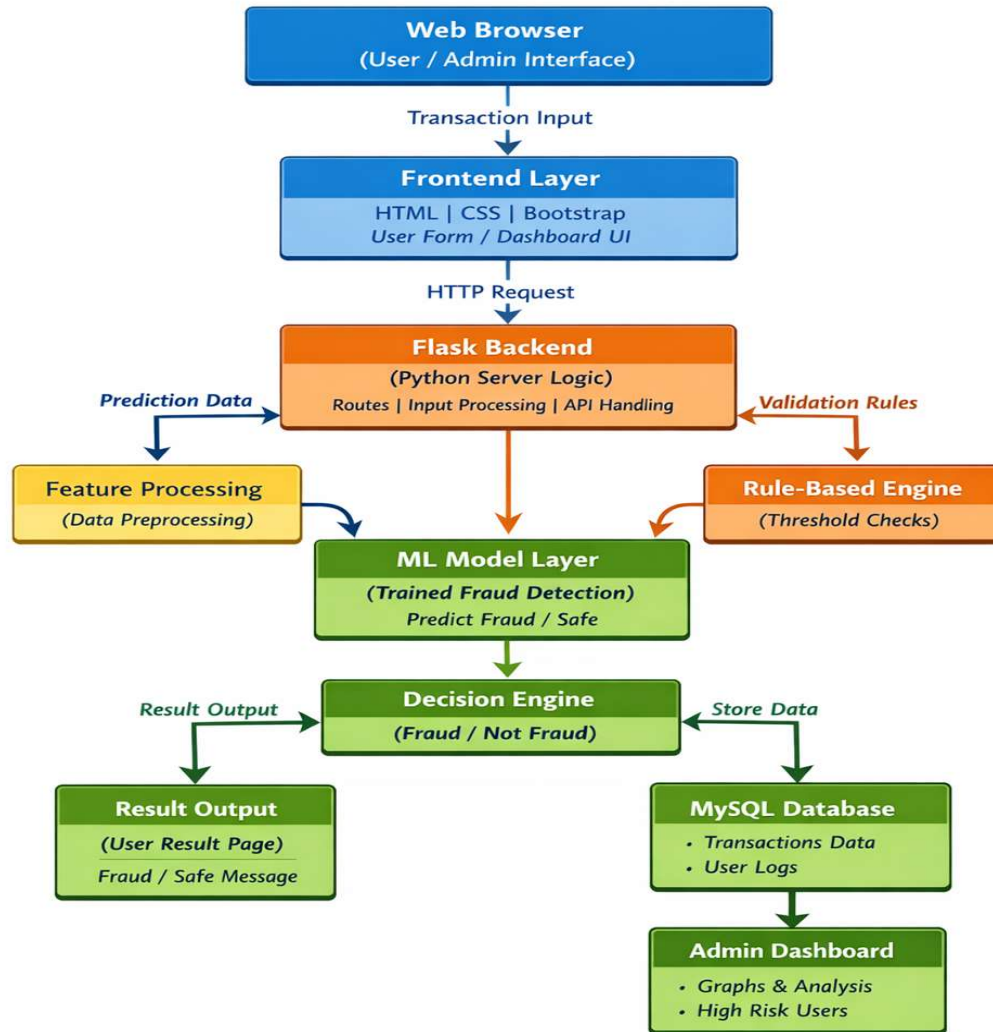 Web Browser
(User / Admin Interface)
Transaction Input
Frontend Layer
HTML | CSS | Bootstrap
User Form / Dashboard UI
HTTP Request
Flask Backend
(Python Server Logic)
Routes | Input Processing | API Handling
Prediction Data
Validation Rules
Feature Processing
(Data Preprocessing)
Rule-Based Engine
(Threshold Checks)
ML Model Layer
(Trained Fraud Detection)
Predict Fraud / Safe
Decision Engine
(Fraud / Not Fraud)
Result Output
Store Data
Result Output
(User Result Page)
Fraud / Safe Message
MySQL Database
• Transactions Data
• User Logs
Admin Dashboard
• Graphs & Analysis
• High Risk Users